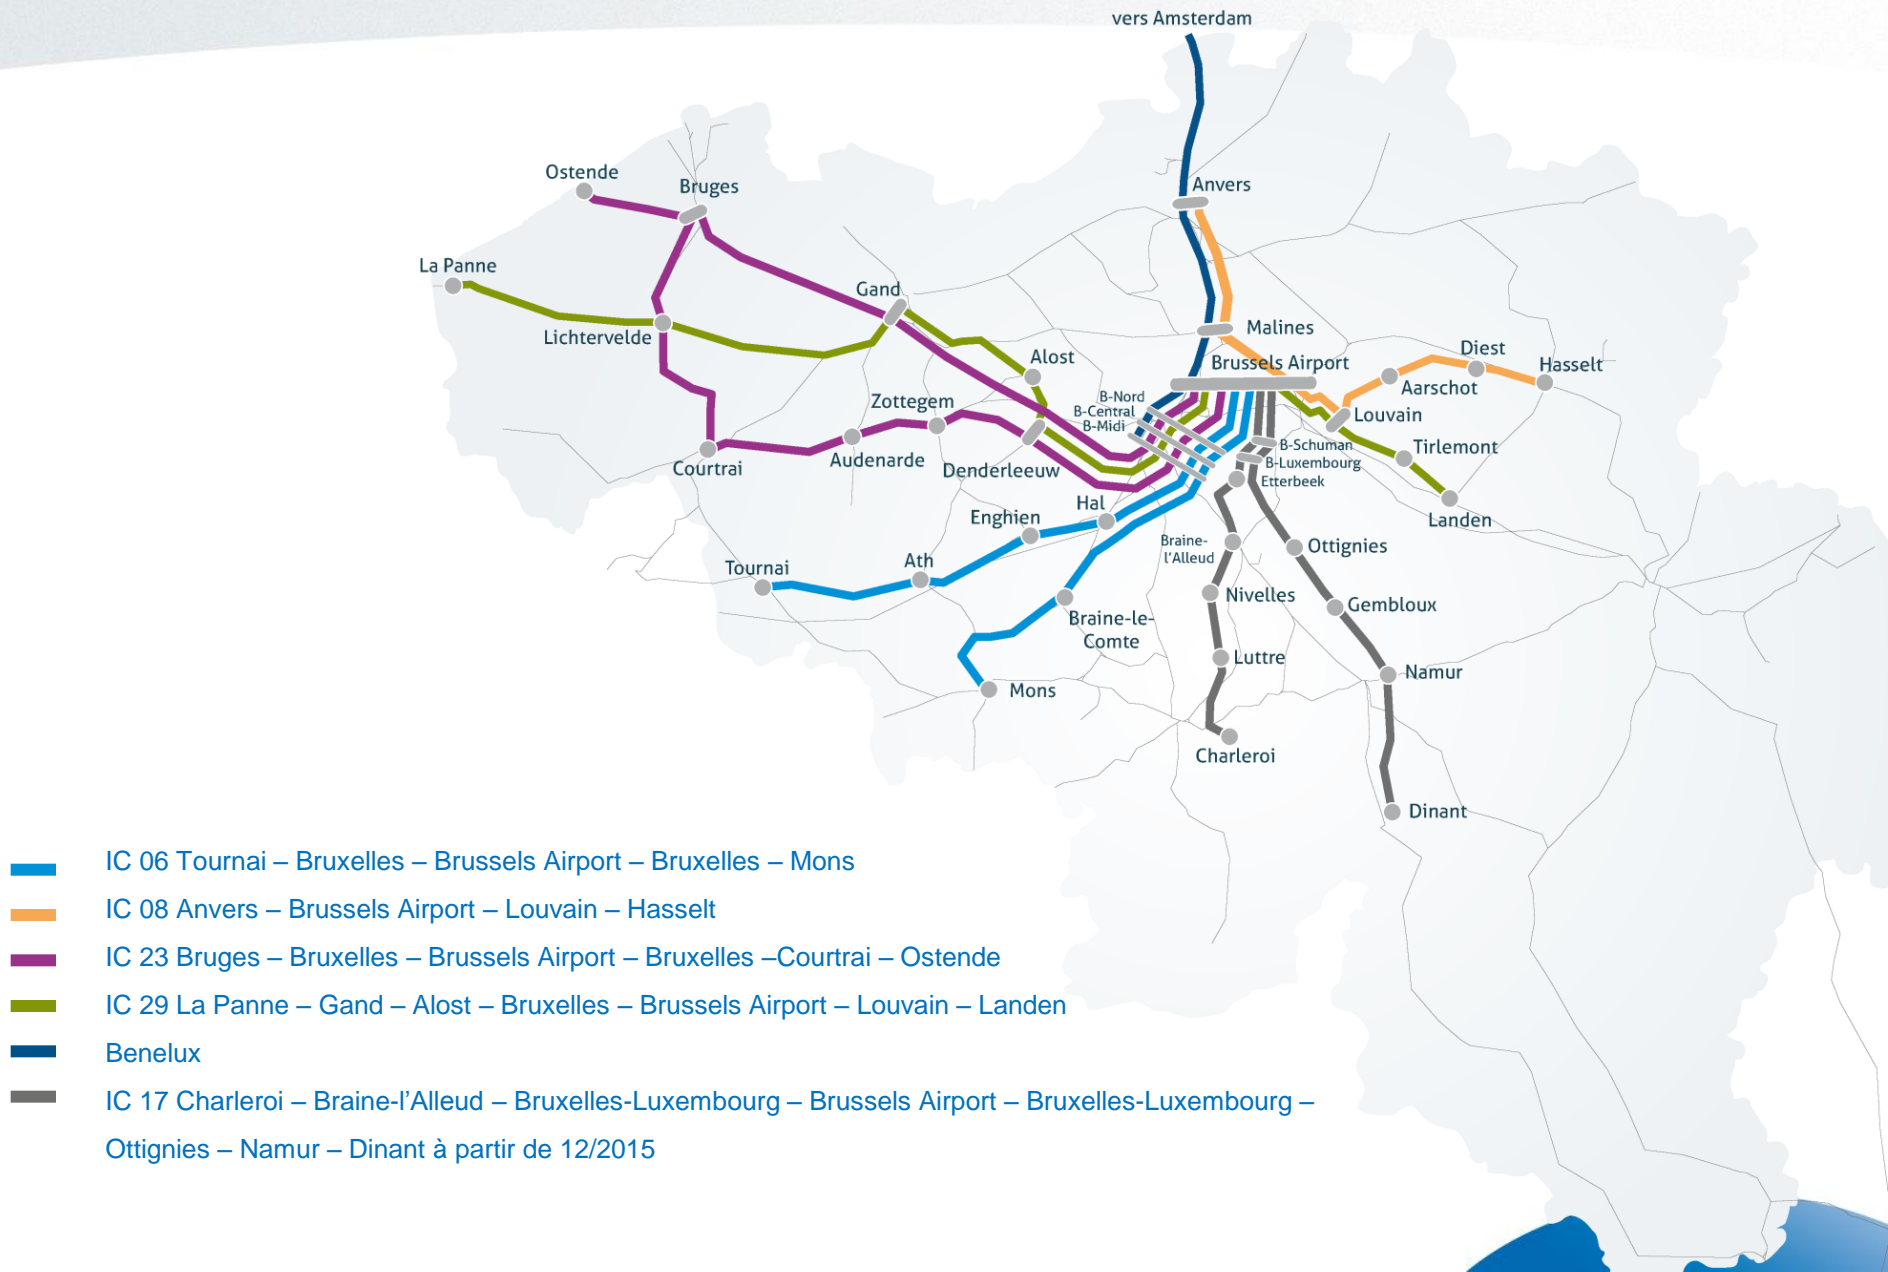 vers Amsterdam
Ostende
Bruges
Anvers
La Panne
Gand
Lichtervelde
Malines
Alost
Brussels Airport
Diest
Hasselt
Aarschot
Zottegem
B-Nord
B-Central
B-Midi
Louvain
Courtrai
Audenarde
Denderleeuw
B-Schuman
B-Luxembourg
Etterbeek
Tirlemont
Landen
Hal
Enghien
Braine-
l'Alleud
Ottignies
Tournai
Ath
Nivelles
Gembloux
Braine-le-
Comte
Luttre
Namur
Mons
Charleroi
Dinant
IC 06 Tournai – Bruxelles – Brussels Airport – Bruxelles – Mons
IC 08 Anvers – Brussels Airport – Louvain – Hasselt
IC 23 Bruges – Bruxelles – Brussels Airport – Bruxelles –Courtrai – Ostende
IC 29 La Panne – Gand – Alost – Bruxelles – Brussels Airport – Louvain – Landen
Benelux
IC 17 Charleroi – Braine-l'Alleud – Bruxelles-Luxembourg – Brussels Airport – Bruxelles-Luxembourg –
Ottignies – Namur – Dinant à partir de 12/2015